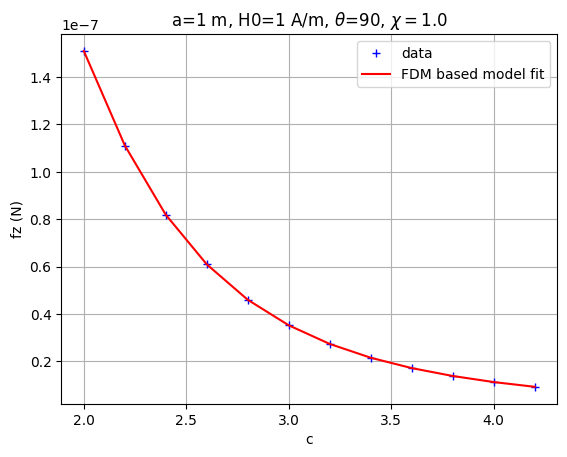 a=1 m, H0=1 A/m, θ=90, χ = 1.0
1e−7
data
FDM based model fit
1.4
1.2
1.0
0.8
0.6
0.4
0.2
fz (N)
2.0 2.5 3.0 3.5 4.0
c